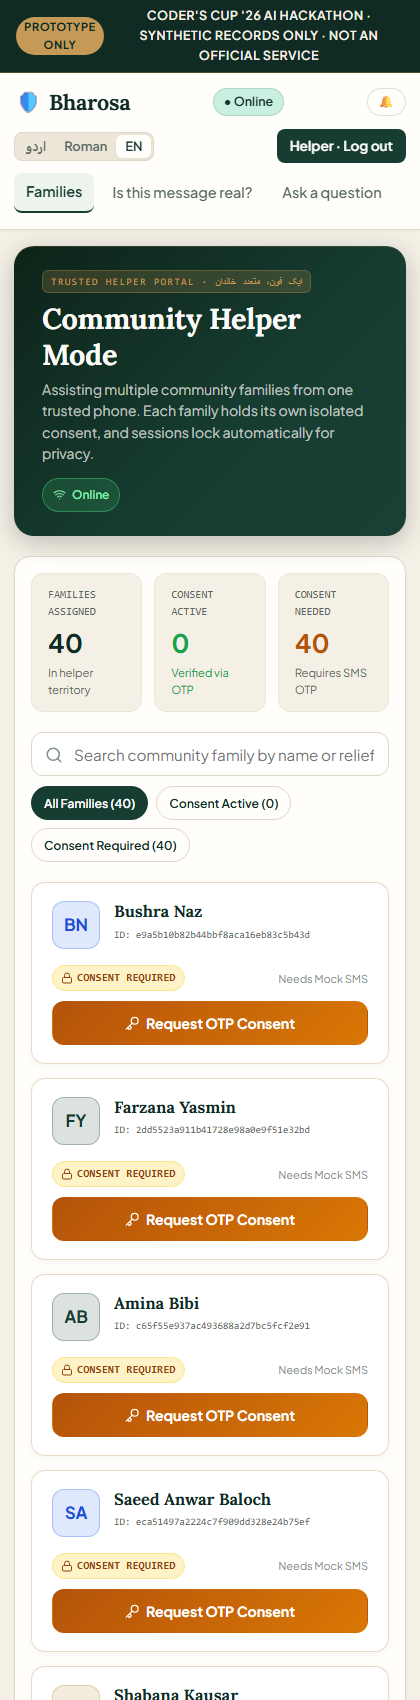 PROTOTYPE ONLY
CODER'S CUP '26 AI HACKATHON ·
SYNTHETIC RECORDS ONLY · NOT AN
OFFICIAL SERVICE
Bharosa
● Online
اردو
Roman
EN
Helper · Log out
Families
Is this message real?
Ask a question
TRUSTED HELPER PORTAL · ایک فون، متعدد خاندان
Community Helper
Mode
Assisting multiple community families from one
trusted phone. Each family holds its own isolated
consent, and sessions lock automatically for
privacy.
Online
FAMILIES
ASSIGNED
40
In helper
territory
CONSENT
ACTIVE
0
Verified via
OTP
CONSENT
NEEDED
40
Requires SMS
OTP
Search community family by name or relief
All Families (40)
Consent Active (0)
Consent Required (40)
BN
Bushra Naz
ID: e9a5b10b82b44bbf8aca16eb83c5b43d
CONSENT REQUIRED
Needs Mock SMS
Request OTP Consent
FY
Farzana Yasmin
ID: 2dd5523a911b41728e98a0e9f51e32bd
CONSENT REQUIRED
Needs Mock SMS
Request OTP Consent
AB
Amina Bibi
ID: c65f55e937ac493688a2d7bc5fcf2e91
CONSENT REQUIRED
Needs Mock SMS
Request OTP Consent
SA
Saeed Anwar Baloch
ID: eca51497a2224c7f909dd328e24b75ef
CONSENT REQUIRED
Needs Mock SMS
Request OTP Consent
Shabana Kausar